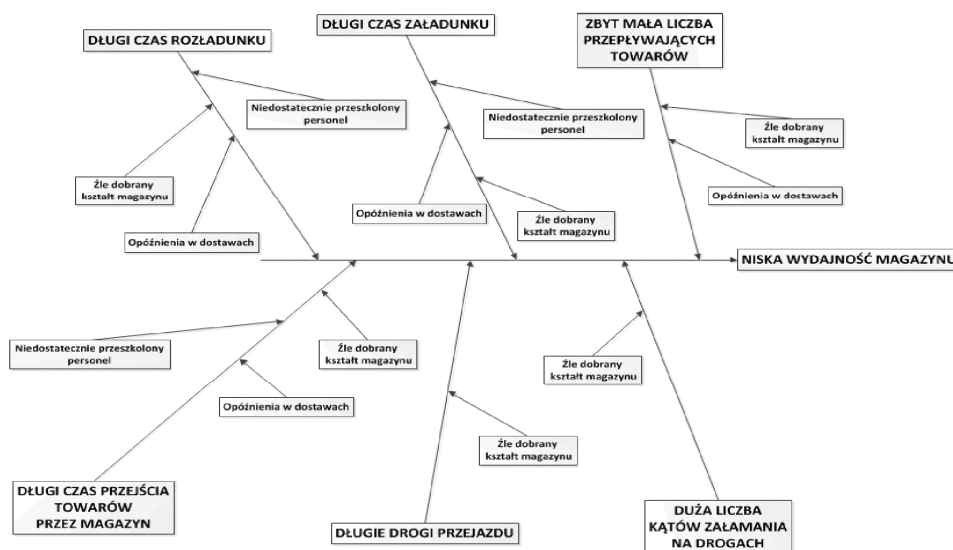 DŁUGI CZAS ROZŁADUNKU
DŁUGI CZAS ZAŁADUNKU
ZBYT MAŁA LICZBA
PRZEPŁYWAJĄCYCH
TOWARÓW
Niedostatecznie przeszkolony
personel
Niedostatecznie przeszkolony
personel
Źle dobrany
kształt magazynu
Źle dobrany
kształt magazynu
Opóźnienia w dostawach
Opóźnienia w dostawach
Źle dobrany
kształt magazynu
Opóźnienia w dostawach
NISKA WYDAJNOŚĆ MAGAZYNU
Niedostatecznie przeszkolony
personel
Źle dobrany
kształt magazynu
Źle dobrany
kształt magazynu
Opóźnienia w dostawach
Źle dobrany
kształt magazynu
DŁUGI CZAS PRZEJŚCIA
TOWARÓW
PRZEZ MAGAZYN
DŁUGIE DROGI PRZEJAZDU
DUŻA LICZBA
KĄTÓW ZAŁAMANIA
NA DROGACH